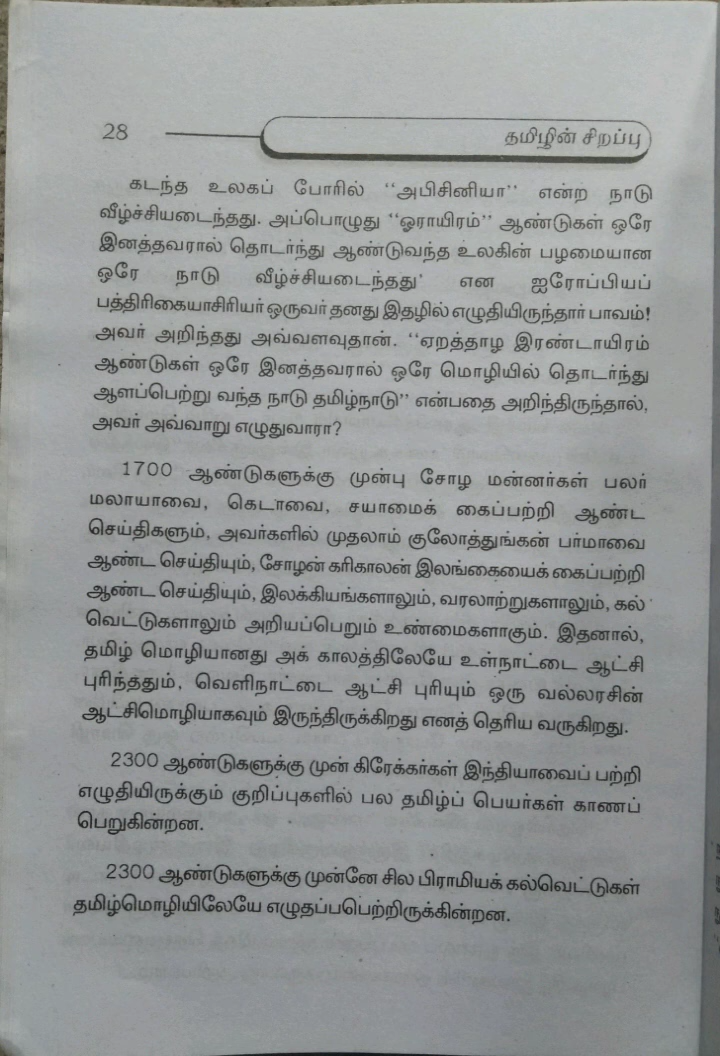 28
தமிழின் சிறப்பு
கடந்த உலகப் போரில் ‘‘அபிசினியா’’ என்ற நாடு
வீழ்ச்சியடைந்தது. அப்பொழுது ‘‘ஓராயிரம்’’ ஆண்டுகள் ஒரே
இனத்தவரால் தொடர்ந்து ஆண்டுவந்த உலகின் பழமையான
ஒரே நாடு வீழ்ச்சியடைந்தது’ என ஐரோப்பியப்
பத்திரிகையாசிரியர் ஒருவர் தனது இதழில் எழுதியிருந்தார் பாவம்!
அவர் அறிந்தது அவ்வளவுதான். ‘‘ஏறத்தாழ இரண்டாயிரம்
ஆண்டுகள் ஒரே இனத்தவரால் ஒரே மொழியில் தொடர்ந்து
ஆளப்பெற்று வந்த நாடு தமிழ்நாடு’’ என்பதை அறிந்திருந்தால்,
அவர் அவ்வாறு எழுதுவாரா?
1700 ஆண்டுகளுக்கு முன்பு சோழ மன்னர்கள் பலர்
மலாயாவை, கெடாவை, சயாமைக் கைப்பற்றி ஆண்ட
செய்திகளும், அவர்களில் முதலாம் குலோத்துங்கன் பர்மாவை
ஆண்ட செய்தியும், சோழன் கரிகாலன் இலங்கையைக் கைப்பற்றி
ஆண்ட செய்தியும், இலக்கியங்களாலும், வரலாற்றுகளாலும், கல்
வெட்டுகளாலும் அறியப்பெறும் உண்மைகளாகும். இதனால்,
தமிழ் மொழியானது அக் காலத்திலேயே உள்நாட்டை ஆட்சி
புரிந்ததும், வெளிநாட்டை ஆட்சி புரியும் ஒரு வல்லரசின்
ஆட்சிமொழியாகவும் இருந்திருக்கிறது எனத் தெரிய வருகிறது.
2300 ஆண்டுகளுக்கு முன் கிரேக்கர்கள் இந்தியாவைப் பற்றி
எழுதியிருக்கும் குறிப்புகளில் பல தமிழ்ப் பெயர்கள் காணப்
பெறுகின்றன.
2300 ஆண்டுகளுக்கு முன்னே சில பிராமியக் கல்வெட்டுகள்
தமிழ்மொழியிலேயே எழுதப்பபெற்றிருக்கின்றன.